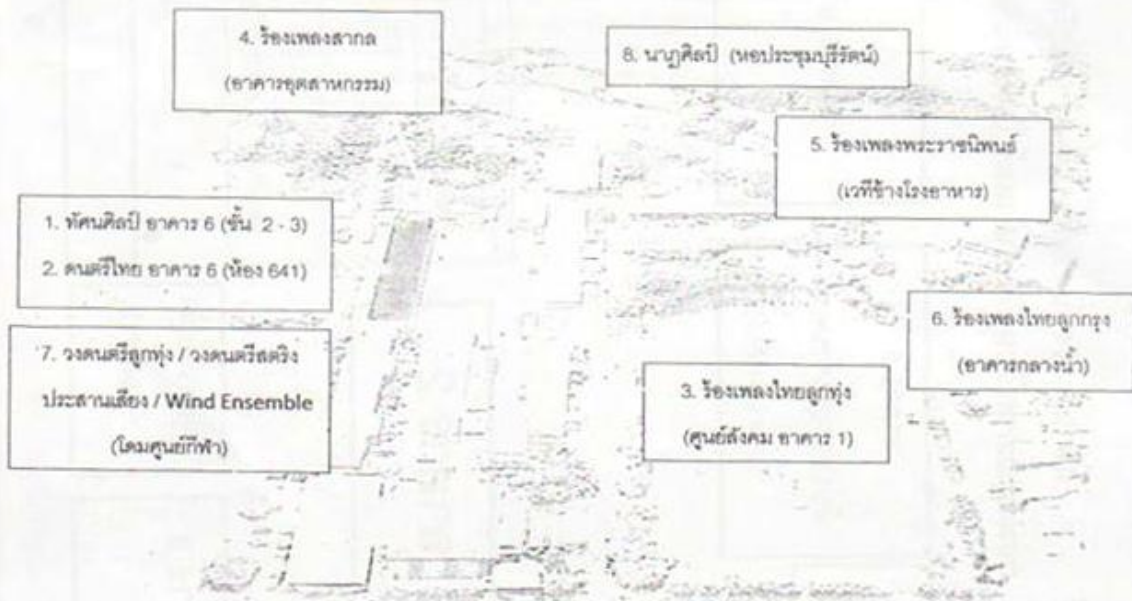 4. ร้องเพลงสากล
(อาคารอุตสาหกรรม)
8. นาฏศิลป์ (หอประชุมบุรีรัตน์)
5. ร้องเพลงพระราชนิพนธ์
(เวทีข้างโรงอาหาร)
1. ทัศนศิลป์ อาคาร 6 (ชั้น 2 - 3)
2. ดนตรีไทย อาคาร 6 (ห้อง 641)
6. ร้องเพลงไทยลูกกรุง
(อาคารกลางน้ำ)
7. วงดนตรีลูกทุ่ง / วงดนตรีสตริง
ประสานเสียง / Wind Ensemble
(โดมศูนย์กีฬา)
3. ร้องเพลงไทยลูกทุ่ง
(ศูนย์สังคม อาคาร 1)